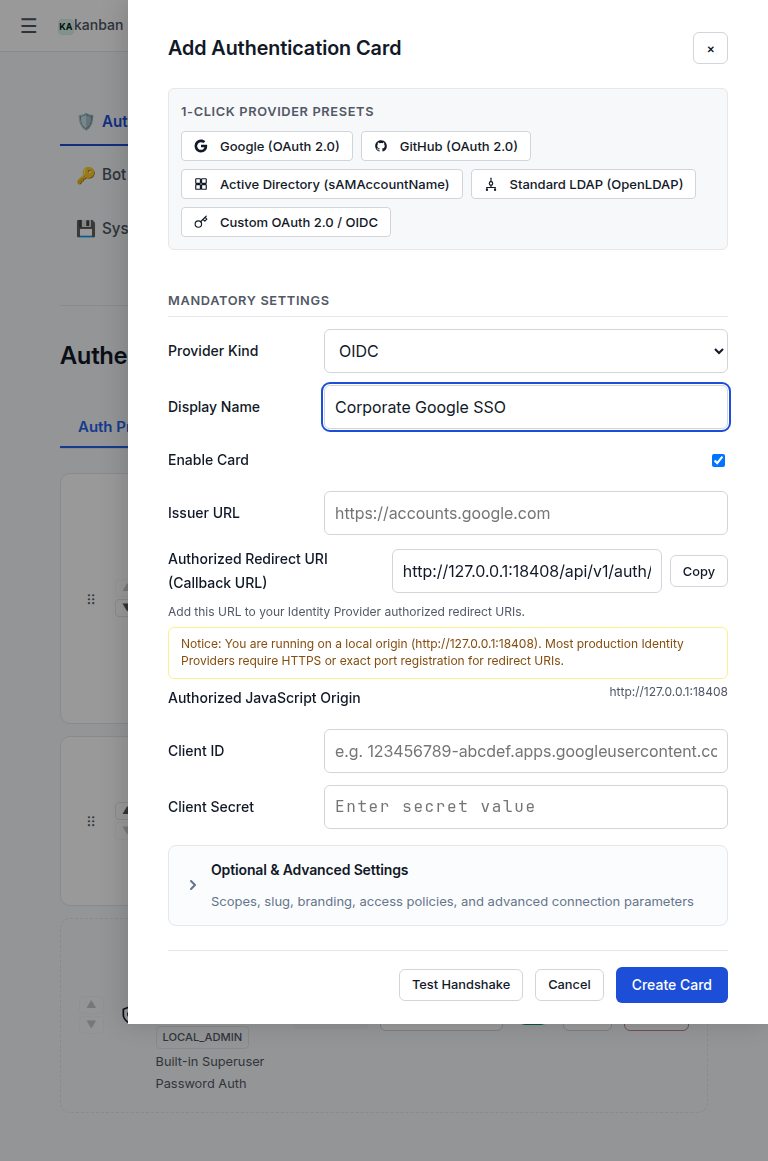 KA kanban
Add Authentication Card
×
1-CLICK PROVIDER PRESETS
Google (OAuth 2.0)
GitHub (OAuth 2.0)
Active Directory (sAMAccountName)
Standard LDAP (OpenLDAP)
Custom OAuth 2.0 / OIDC
Aut
Bot
Sys
MANDATORY SETTINGS
Provider Kind
OIDC
Authe
Display Name
Corporate Google SSO
Auth Pr
Enable Card
Issuer URL
https://accounts.google.com
Authorized Redirect URI
(Callback URL)
http://127.0.0.1:18408/api/v1/auth/
Copy
Add this URL to your Identity Provider authorized redirect URIs.
Notice: You are running on a local origin (http://127.0.0.1:18408). Most production Identity
Providers require HTTPS or exact port registration for redirect URIs.
Authorized JavaScript Origin
http://127.0.0.1:18408
Client ID
e.g. 123456789-abcdef.apps.googleusercontent.cc
Client Secret
Enter secret value
Optional & Advanced Settings
Scopes, slug, branding, access policies, and advanced connection parameters
Test Handshake
Cancel
Create Card
LOCAL_ADMIN
Built-in Superuser
Password Auth